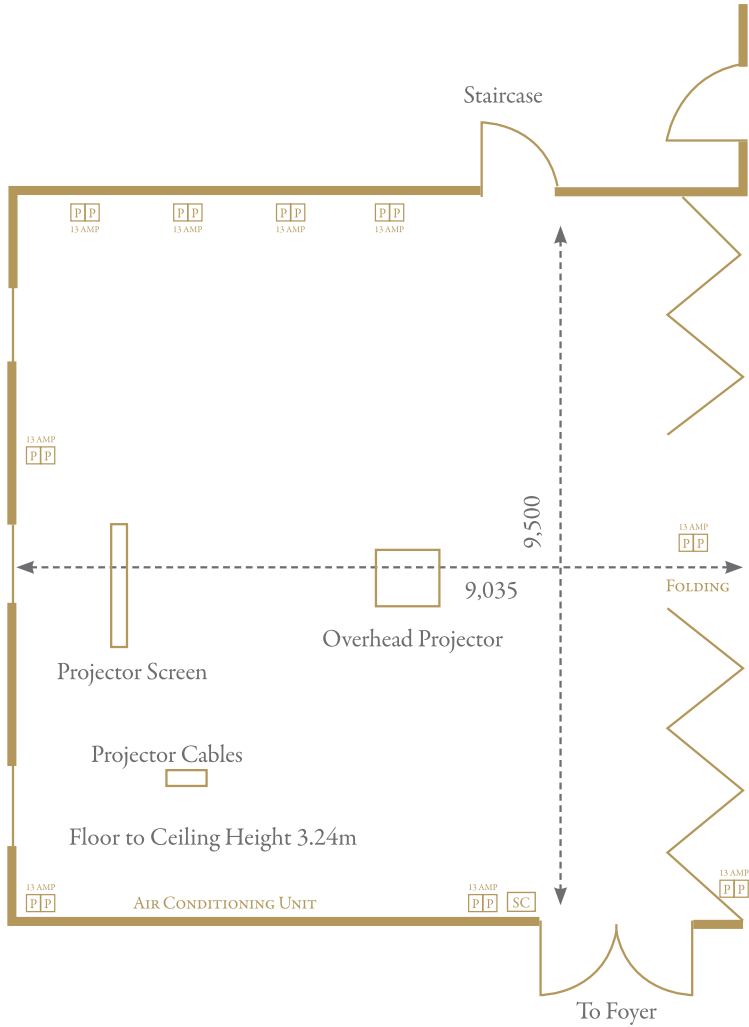 Staircase
P P P P P P P P
13 AMP 13 AMP 13 AMP 13 AMP
13 AMP
P P
9,500
13 AMP
P P
9,035
FOLDING
Overhead Projector
Projector Screen
Projector Cables
Floor to Ceiling Height 3.24m
13 AMP
P P
AIR CONDITIONING UNIT
13 AMP
P P
SC
13 AMP
P P
To Foyer